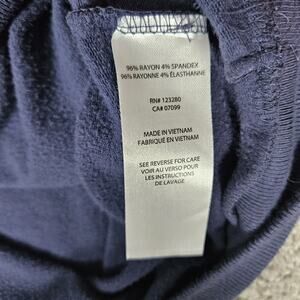 96% RAYON 4% SPANDEX
96% RAYONNE 4% ÉLASTHANNE
RN# 123280
CA# 07099
MADE IN VIETNAM
FABRIQUÉ EN VIETNAM
SEE REVERSE FOR CARE
VOIR AU VERSO POUR
LES INSTRUCTIONS
DE LAVAGE